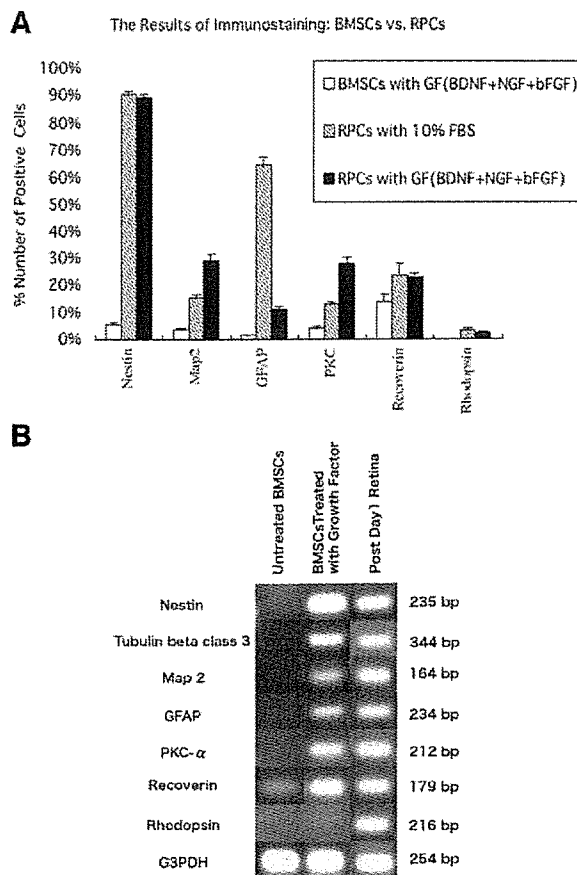 A
The Results of Immunostaining: BMSCs vs. RPCs
% Number of Positive Cells
100%
90%
80%
70%
60%
50%
40%
30%
20%
10%
0%
BMSCs with GF(BDNF+NGF+bFGF)
RPCs with 10% FBS
RPCs with GF(BDNF+NGF+bFGF)
Nestin
Map2
GFAP
PKC
Recoverin
Rhodopsin
B
Untreated BMSCs
BMSCsTreated
with Growth Factor
Post Day1 Retina
Nestin 235 bp
Tubulin beta class 3 344 bp
Map 2 164 bp
GFAP 234 bp
PKC-α 212 bp
Recoverin 179 bp
Rhodopsin 216 bp
G3PDH 254 bp